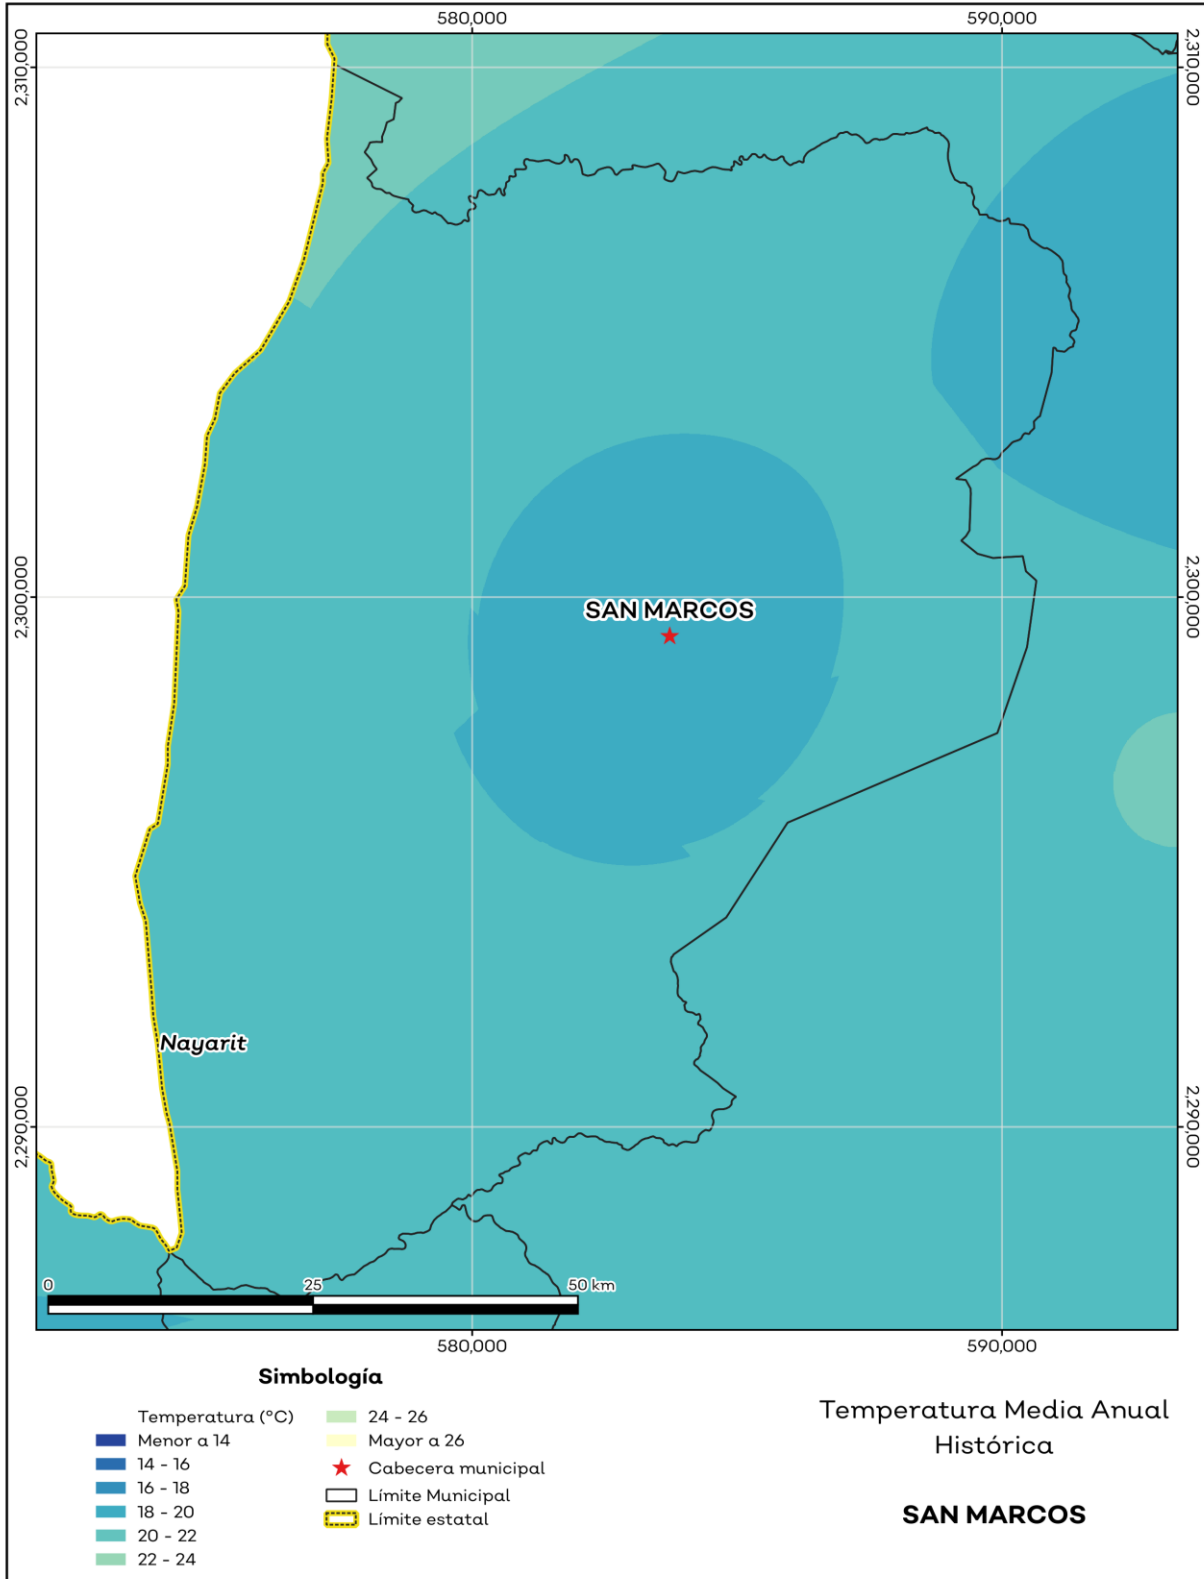 580,000
590,000
2,310,000
2,310,000
SAN MARCOS
2,300,000
2,300,000
Nayarit
2,290,000
2,290,000
0
25
50 km
580,000
590,000
Simbología
Temperatura (°C)
Menor a 14
14 - 16
16 - 18
18 - 20
20 - 22
22 - 24
24 - 26
Mayor a 26
Cabecera municipal
Límite Municipal
Límite estatal
Temperatura Media Anual
Histórica
SAN MARCOS